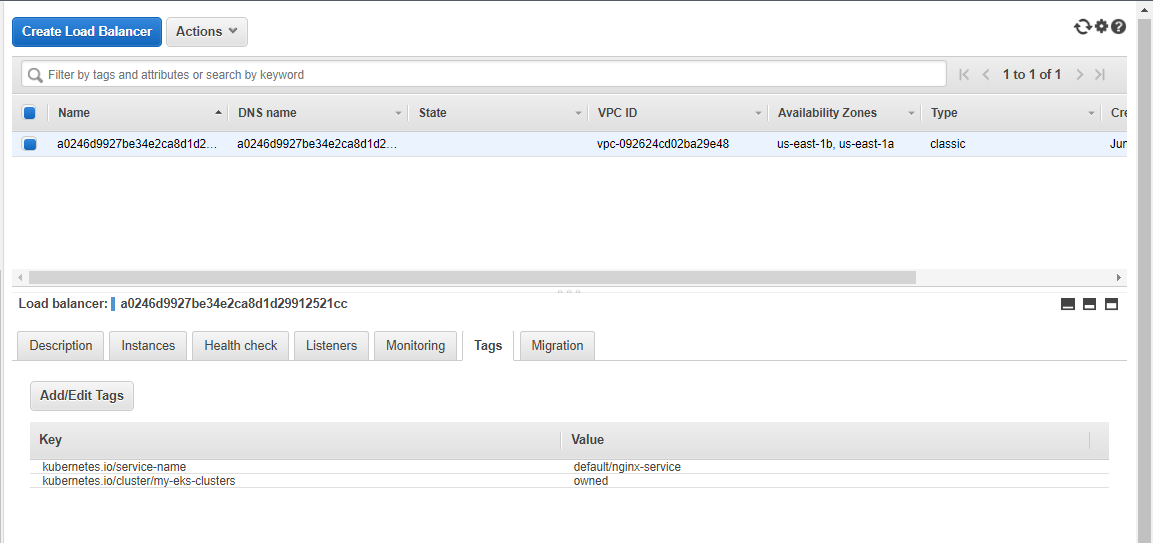 Create Load Balancer Actions
Filter by tags and attributes or search by keyword 1 to 1 of 1
Name DNS name State VPC ID Availability Zones Type Cre
a0246d9927be34e2ca8d1d2... a0246d9927be34e2ca8d1d2... vpc-092624cd02ba29e48 us-east-1b, us-east-1a classic Jun
Load balancer: a0246d9927be34e2ca8d1d29912521cc
Description Instances Health check Listeners Monitoring Tags Migration
Add/Edit Tags
Key Value
kubernetes.io/service-name default/nginx-service
kubernetes.io/cluster/my-eks-clusters owned